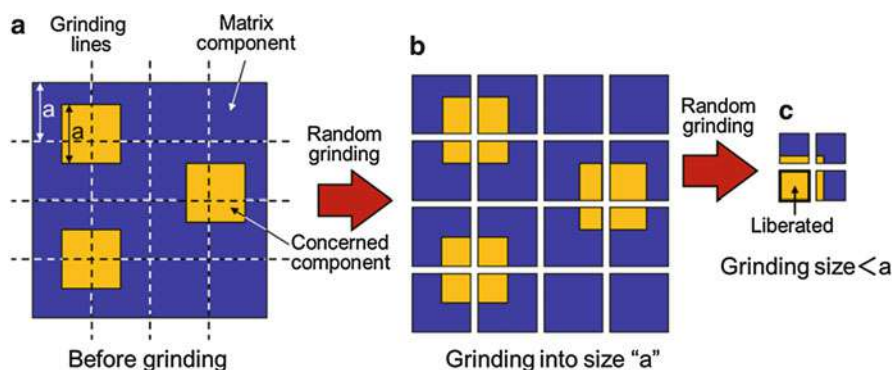 a
Grinding
lines
Matrix
component
a
a
Random
grinding
Concerned
component
Before grinding
b
Grinding into size “a”
Random
grinding
c
Liberated
Grinding size<a